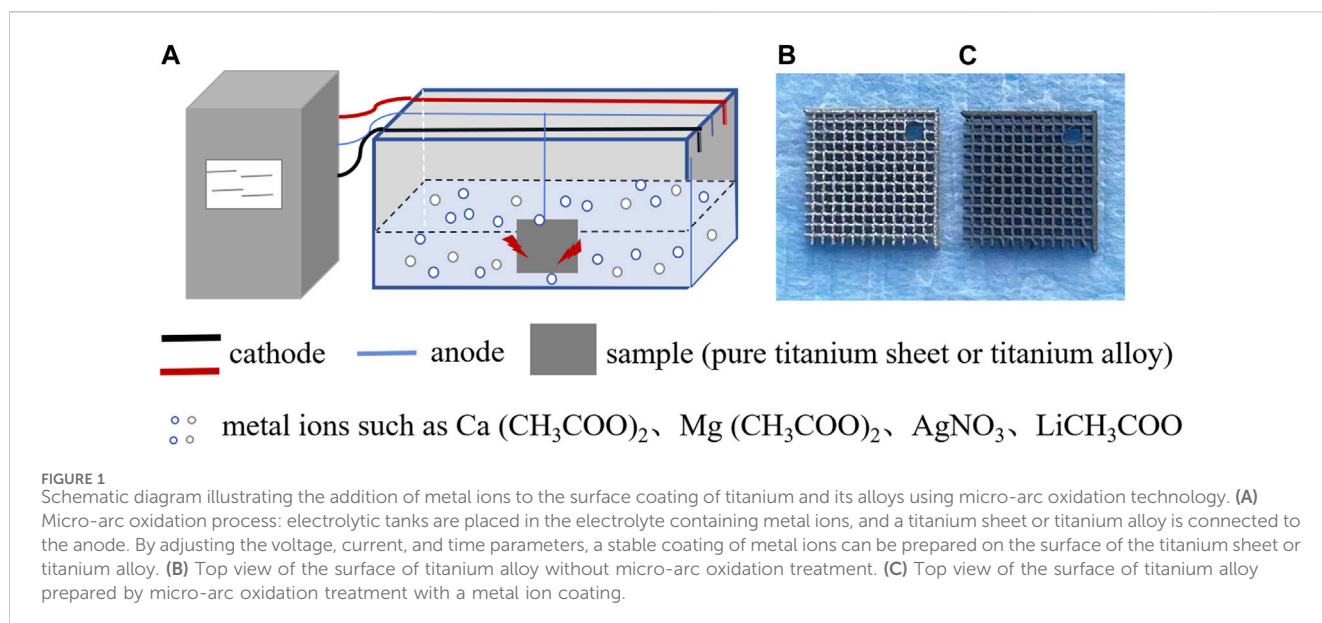 A
B
C
cathode
anode
sample (pure titanium sheet or titanium alloy)
metal ions such as Ca (CH₃COO)₂、Mg (CH₃COO)₂、AgNO₃、LiCH₃COO
FIGURE 1
Schematic diagram illustrating the addition of metal ions to the surface coating of titanium and its alloys using micro-arc oxidation technology. (A)
Micro-arc oxidation process: electrolytic tanks are placed in the electrolyte containing metal ions, and a titanium sheet or titanium alloy is connected to
the anode. By adjusting the voltage, current, and time parameters, a stable coating of metal ions can be prepared on the surface of the titanium sheet or
titanium alloy. (B) Top view of the surface of titanium alloy without micro-arc oxidation treatment. (C) Top view of the surface of titanium alloy
prepared by micro-arc oxidation treatment with a metal ion coating.